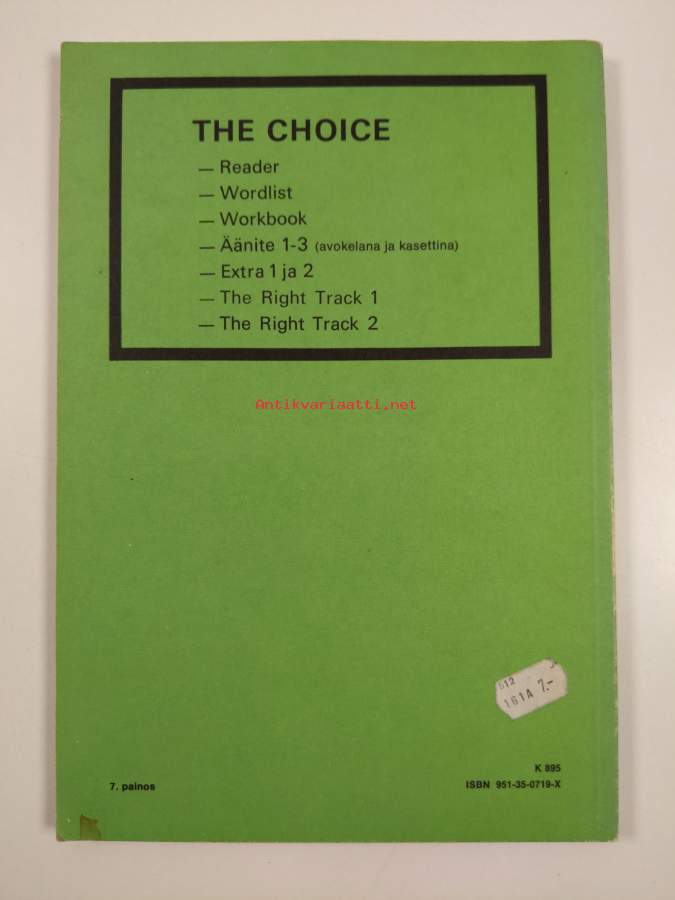 THE CHOICE
— Reader
— Wordlist
— Workbook
— Äänite 1-3 (avokelana ja kasettina)
— Extra 1 ja 2
— The Right Track 1
— The Right Track 2
Antikvariaatti.net
512
161A 7.-
K 895
7. painos ISBN 951-35-0719-X